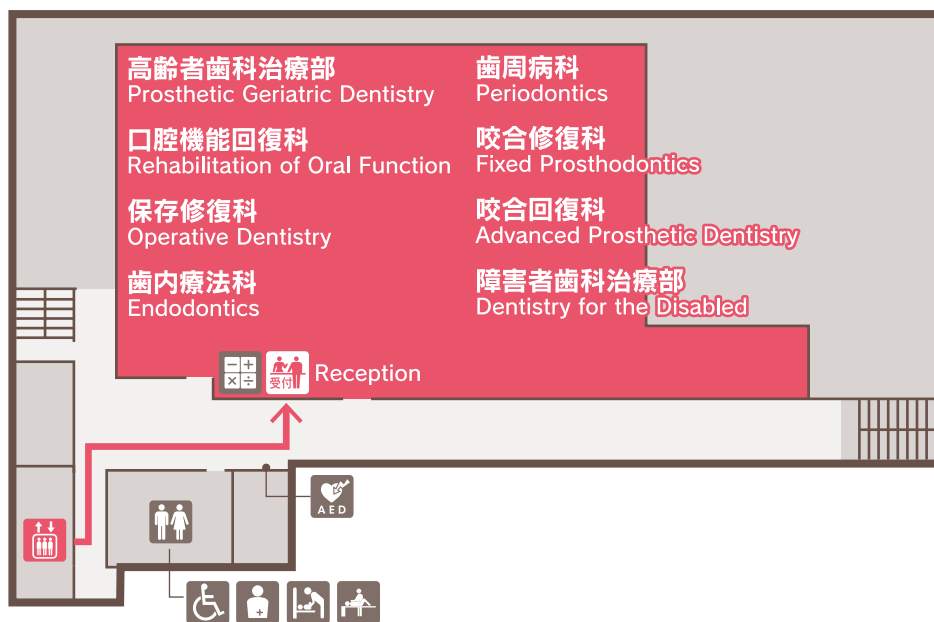 高齢者歯科治療部
Prosthetic Geriatric Dentistry
口腔機能回復科
Rehabilitation of Oral Function
保存修復科
Operative Dentistry
歯内療法科
Endodontics
歯周病科
Periodontics
咬合修復科
Fixed Prosthodontics
咬合回復科
Advanced Prosthetic Dentistry
障害者歯科治療部
Dentistry for the Disabled
− + × ÷
受付
Reception
AED